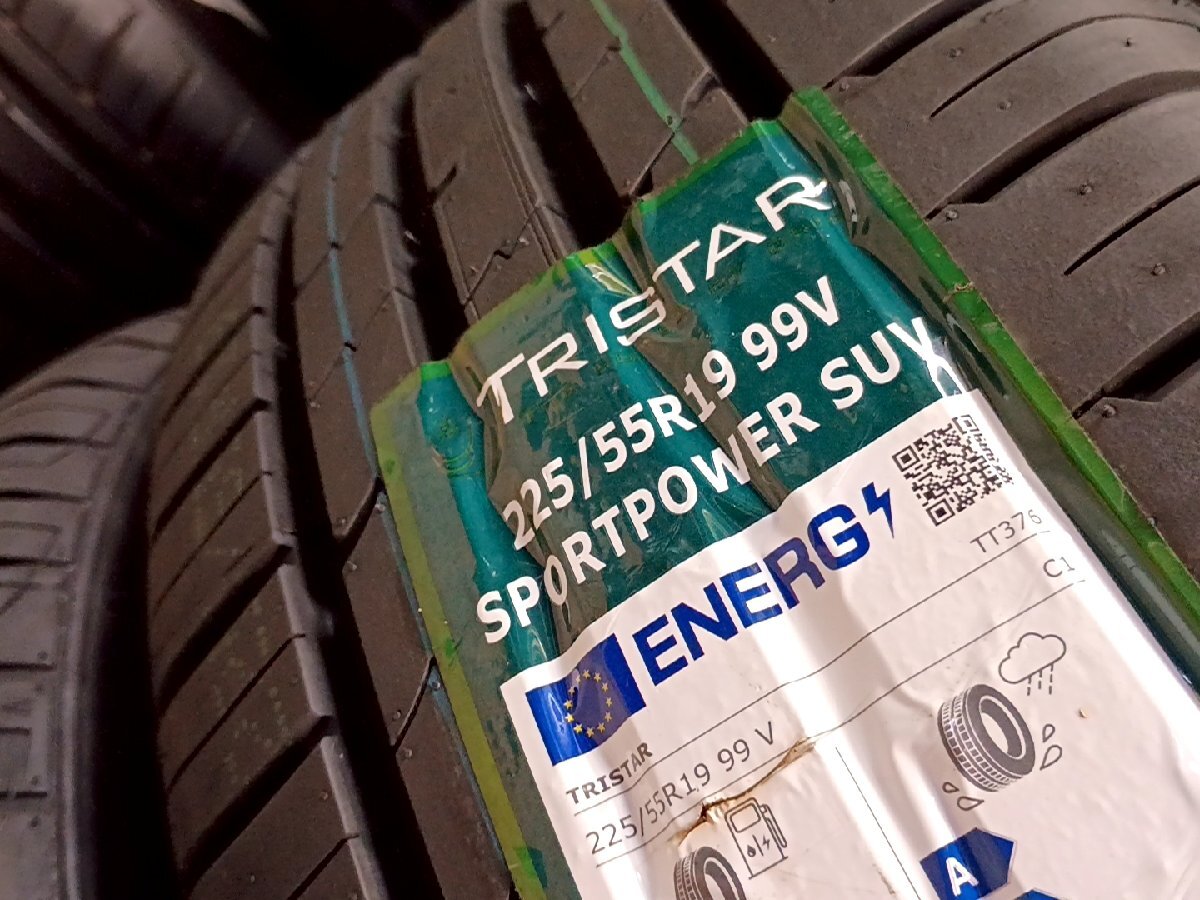 TRISTAR
225/55R19 99V
SPORTPOWER SUV
ENERG
TT376
TRISTAR
C1
225/55R19 99 V
A